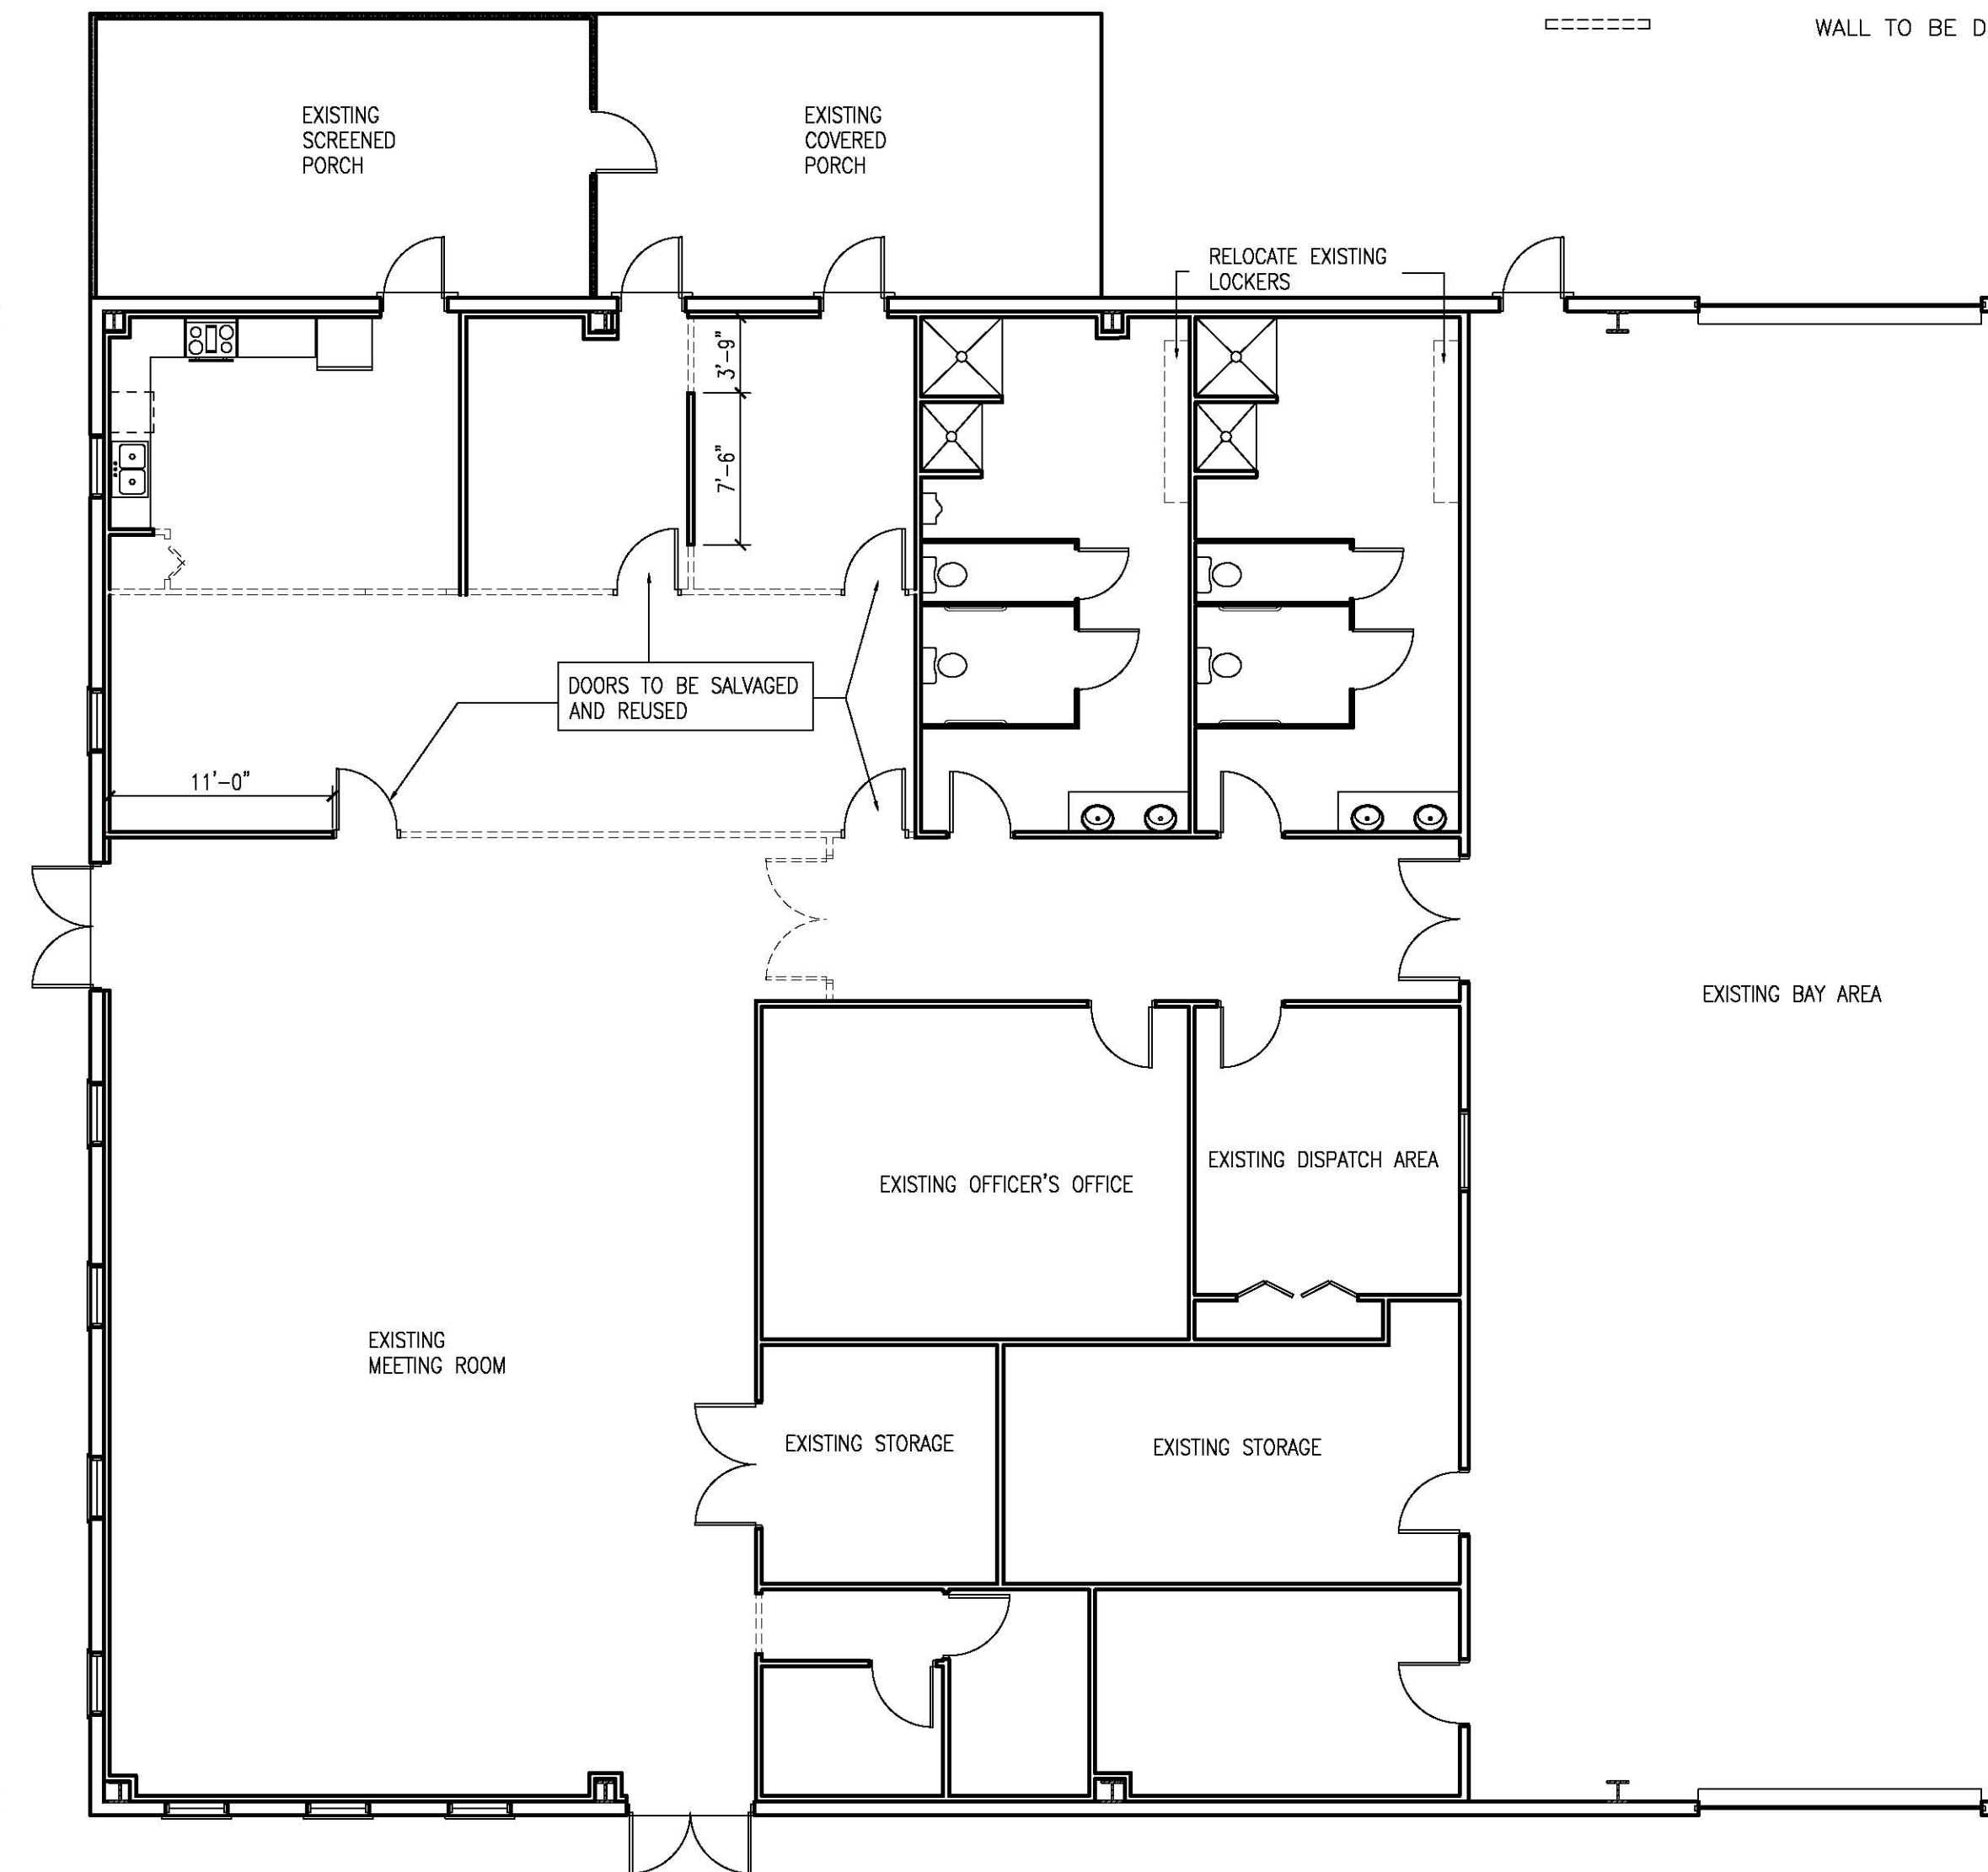 WALL TO BE D
EXISTING
SCREENED
PORCH
EXISTING
COVERED
PORCH
RELOCATE EXISTING
LOCKERS
3'-9"
7'-6"
DOORS TO BE SALVAGED
AND REUSED
11'-0"
EXISTING BAY AREA
EXISTING DISPATCH AREA
EXISTING OFFICER'S OFFICE
EXISTING
MEETING ROOM
EXISTING STORAGE
EXISTING STORAGE